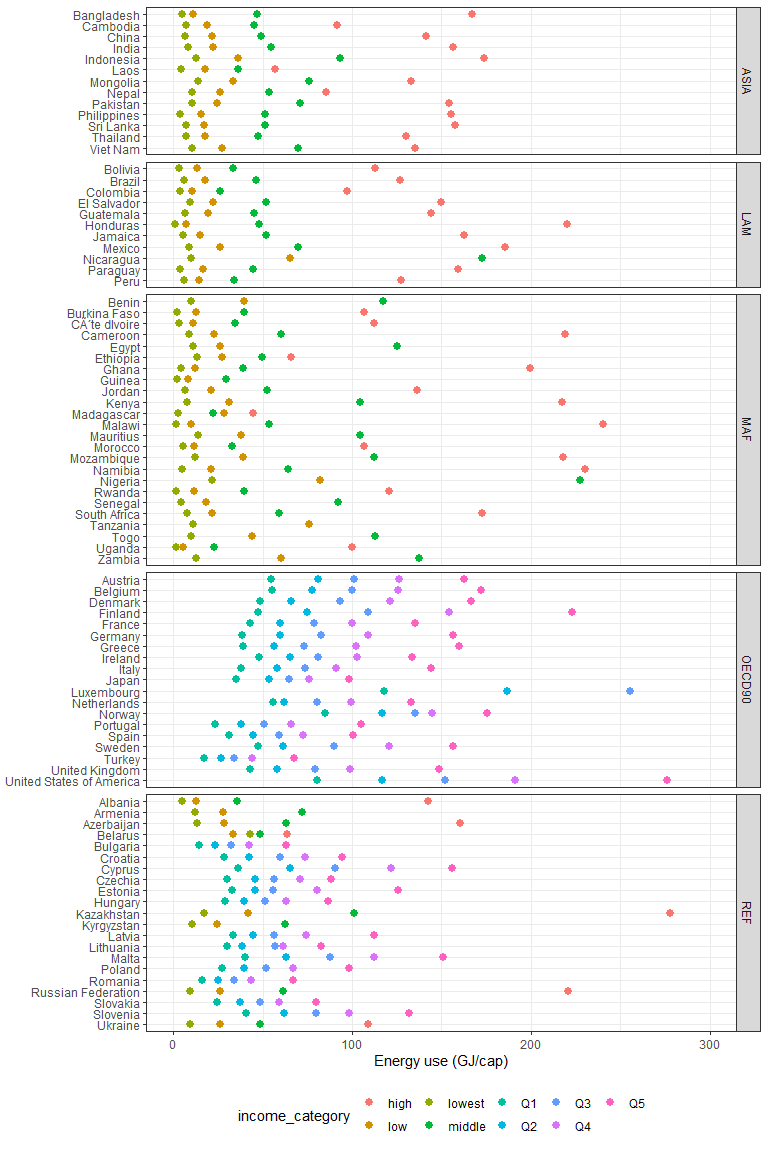 Bangladesh
Cambodia
China
India
Indonesia
Laos
Mongolia
Nepal
Pakistan
Philippines
Sri Lanka
Thailand
Viet Nam
ASIA
Bolivia
Brazil
Colombia
El Salvador
Guatemala
Honduras
Jamaica
Mexico
Nicaragua
Paraguay
Peru
LAM
Benin
Burkina Faso
CÃ´te dIvoire
Cameroon
Egypt
Ethiopia
Ghana
Guinea
Jordan
Kenya
Madagascar
Malawi
Mauritius
Morocco
Mozambique
Namibia
Nigeria
Rwanda
Senegal
South Africa
Tanzania
Togo
Uganda
Zambia
MAF
Austria
Belgium
Denmark
Finland
France
Germany
Greece
Ireland
Italy
Japan
Luxembourg
Netherlands
Norway
Portugal
Spain
Sweden
Turkey
United Kingdom
United States of America
OECD90
Albania
Armenia
Azerbaijan
Belarus
Bulgaria
Croatia
Cyprus
Czechia
Estonia
Hungary
Kazakhstan
Kyrgyzstan
Latvia
Lithuania
Malta
Poland
Romania
Russian Federation
Slovakia
Slovenia
Ukraine
REF
0 100 200 300
Energy use (GJ/cap)
income_category
high lowest Q1 Q3 Q5
low middle Q2 Q4